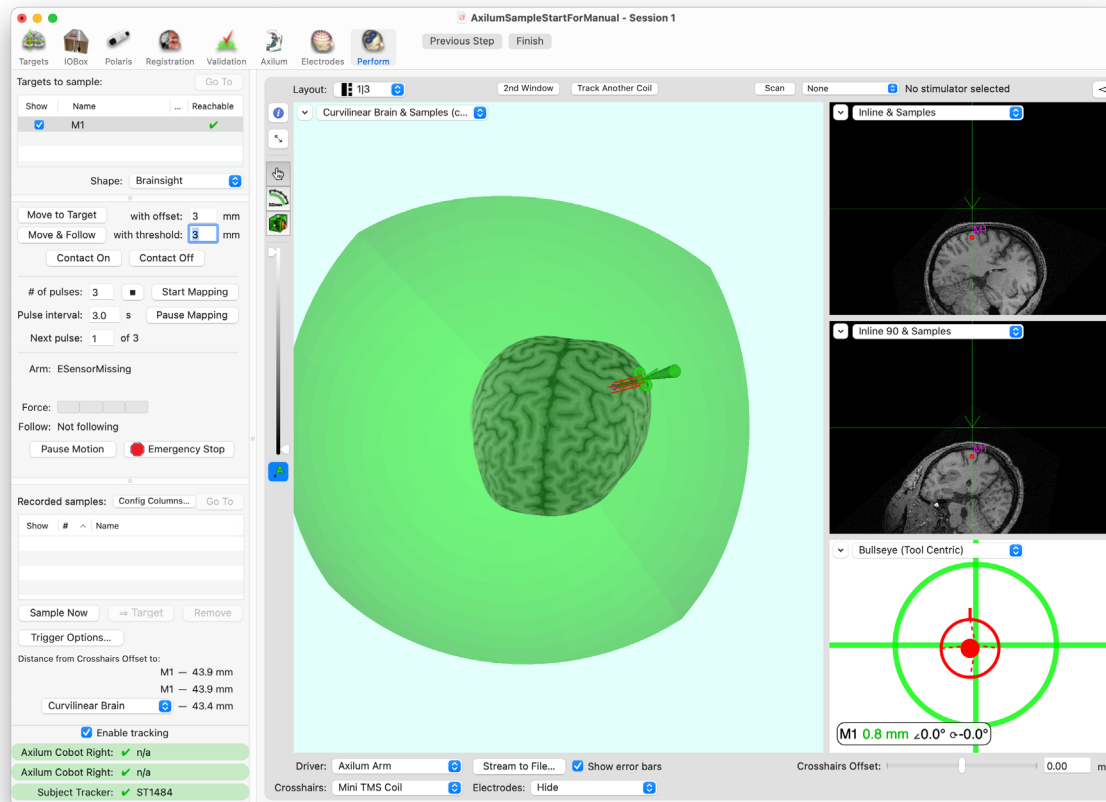 AxilumSampleStartForManual - Session 1
Targets
IOBox
Polaris
Registration
Validation
Axilum
Electrodes
Perform
Previous Step
Finish
Targets to sample:
Go To
Show Name ... Reachable
M1
Shape: Brainsight
Move to Target with offset: 3 mm
Move & Follow with threshold: 3 mm
Contact On Contact Off
# of pulses: 3 Start Mapping
Pulse interval: 3.0 s Pause Mapping
Next pulse: 1 of 3
Arm: ESensorMissing
Force:
Follow: Not following
Pause Motion Emergency Stop
Recorded samples: Config Columns... Go To
Show # Name
Sample Now ⇒ Target Remove
Trigger Options...
Distance from Crosshairs Offset to:
M1 — 43.9 mm
M1 — 43.9 mm
Curvilinear Brain — 43.4 mm
Enable tracking
Axilum Cobot Right: ✔ n/a
Axilum Cobot Right: ✔ n/a
Subject Tracker: ✔ ST1484
Layout: 1|3 2nd Window Track Another Coil Scan None No stimulator selected
Curvilinear Brain & Samples (c...
Inline & Samples
M1
Inline 90 & Samples
M1
Bullseye (Tool Centric)
M1 0.8 mm ∠0.0° ⟳-0.0°
Driver: Axilum Arm Stream to File... Show error bars Crosshairs Offset: 0.00 m
Crosshairs: Mini TMS Coil Electrodes: Hide